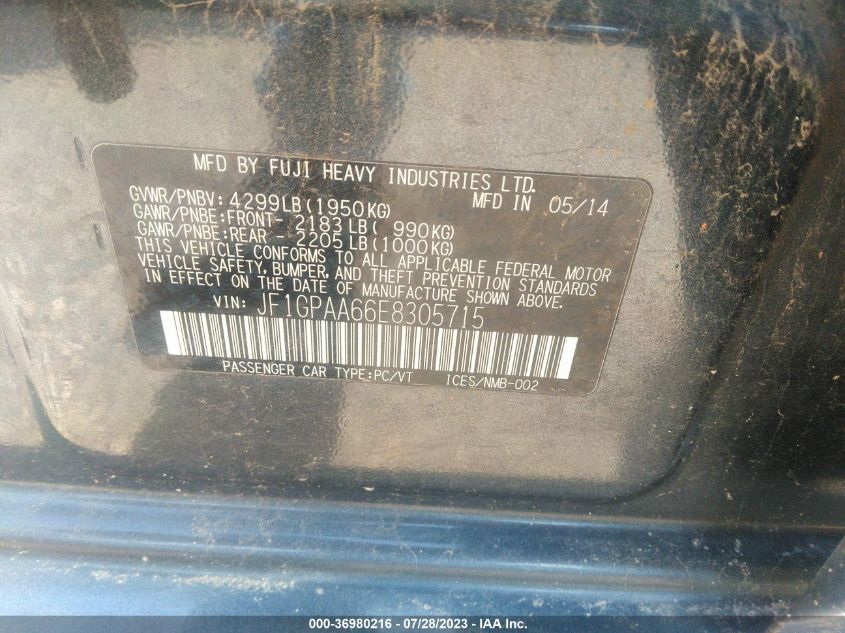 MFD BY FUJI HEAVY INDUSTRIES LTD.
GVWR/PNBV: 4299LB(1950KG) MFD IN 05/14
GAWR/PNBE:FRONT- 2183LB( 990KG)
GAWR/PNBE:REAR - 2205LB(1000KG)
THIS VEHICLE CONFORMS TO ALL APPLICABLE FEDERAL MOTOR
VEHICLE SAFETY, BUMPER, AND THEFT PREVENTION STANDARDS
IN EFFECT ON THE DATE OF MANUFACTURE SHOWN ABOVE.
VIN: JF1GPAA66E8305715
PASSENGER CAR TYPE:PC/VT ICES/NMB-002
000-36980216 - 07/28/2023 - © IAA, Inc.